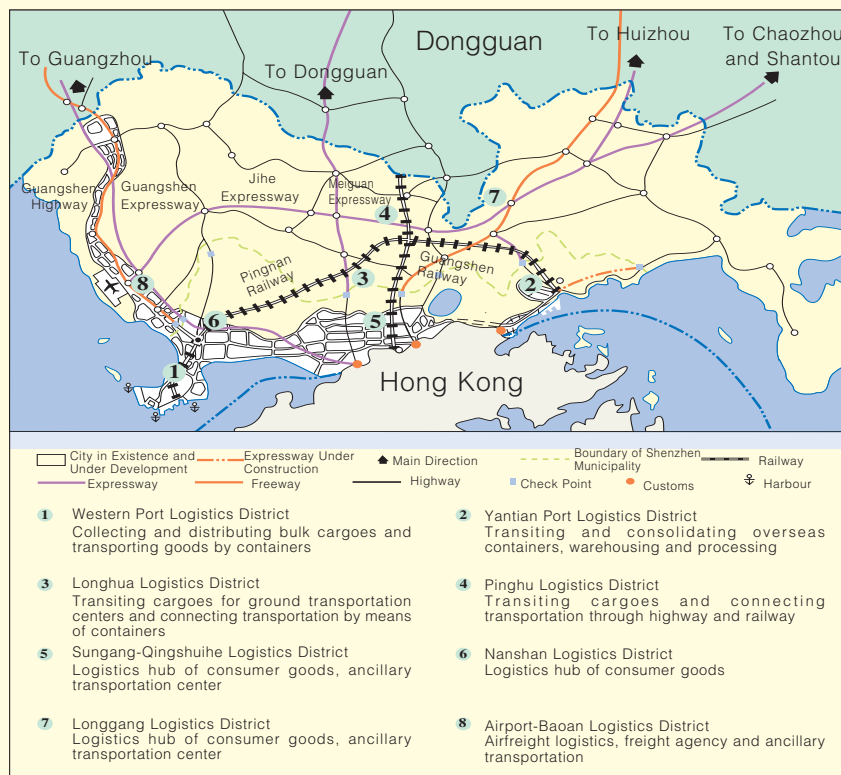 Dongguan
To Guangzhou
To Dongguan
To Huizhou
To Chaozhou
and Shantou
Guangshen
Highway
Guangshen
Expressway
Jihe
Expressway
Meiguan
Expressway
7
4
Pingnan
Railway
Guangshen
Railway
3
2
8
6
5
1
Hong Kong
City in Existence and
Under Development
Expressway Under
Construction
Main Direction
Boundary of Shenzhen
Municipality
Railway
Expressway
Freeway
Highway
Check Point
Customs
Harbour
1 Western Port Logistics District
Collecting and distributing bulk cargoes and
transporting goods by containers
2 Yantian Port Logistics District
Transiting and consolidating overseas
containers, warehousing and processing
3 Longhua Logistics District
Transiting cargoes for ground transportation
centers and connecting transportation by means
of containers
4 Pinghu Logistics District
Transiting cargoes and connecting
transportation through highway and railway
5 Sungang-Qingshuihe Logistics District
Logistics hub of consumer goods, ancillary
transportation center
6 Nanshan Logistics District
Logistics hub of consumer goods
7 Longgang Logistics District
Logistics hub of consumer goods, ancillary
transportation center
8 Airport-Baoan Logistics District
Airfreight logistics, freight agency and ancillary
transportation